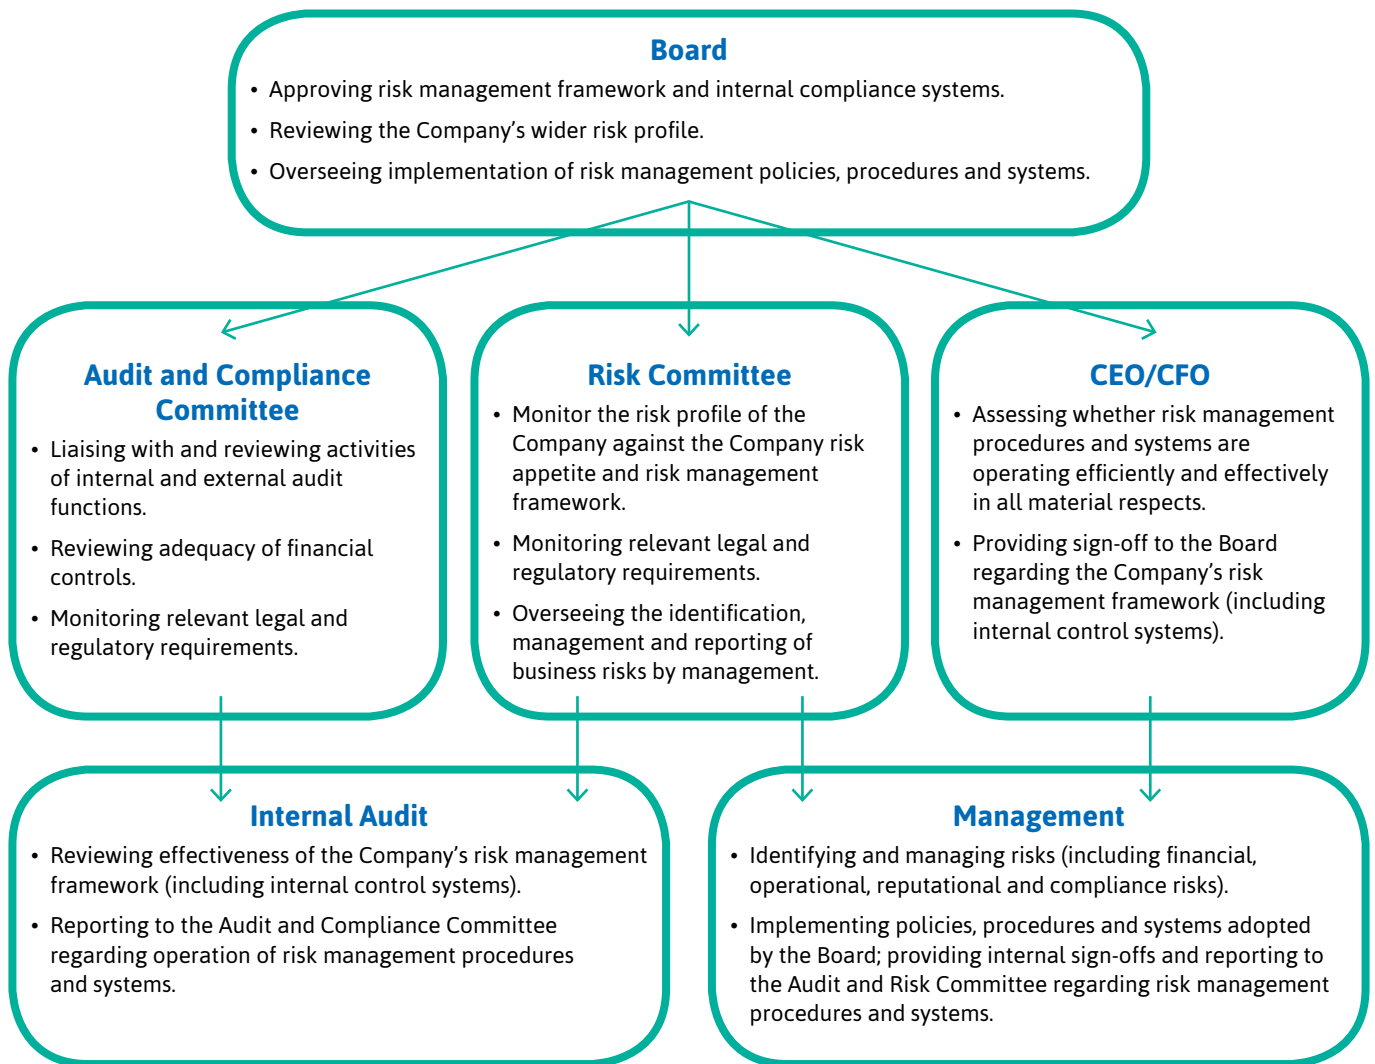 Board
• Approving risk management framework and internal compliance systems.
• Reviewing the Company’s wider risk profile.
• Overseeing implementation of risk management policies, procedures and systems.
Audit and Compliance
Committee
• Liaising with and reviewing activities
of internal and external audit
functions.
• Reviewing adequacy of financial
controls.
• Monitoring relevant legal and
regulatory requirements.
Risk Committee
• Monitor the risk profile of the
Company against the Company risk
appetite and risk management
framework.
• Monitoring relevant legal and
regulatory requirements.
• Overseeing the identification,
management and reporting of
business risks by management.
CEO/CFO
• Assessing whether risk management
procedures and systems are
operating efficiently and effectively
in all material respects.
• Providing sign-off to the Board
regarding the Company’s risk
management framework (including
internal control systems).
Internal Audit
• Reviewing effectiveness of the Company’s risk management
framework (including internal control systems).
• Reporting to the Audit and Compliance Committee
regarding operation of risk management procedures
and systems.
Management
• Identifying and managing risks (including financial,
operational, reputational and compliance risks).
• Implementing policies, procedures and systems adopted
by the Board; providing internal sign-offs and reporting to
the Audit and Risk Committee regarding risk management
procedures and systems.